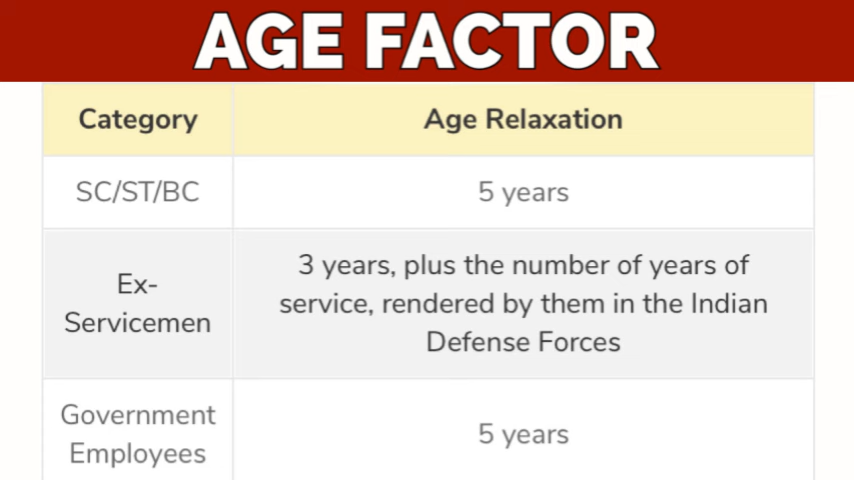 AGE FACTOR
Category Age Relaxation
SC/ST/BC 5 years
Ex-
Servicemen
3 years, plus the number of years of
service, rendered by them in the Indian
Defense Forces
Government
Employees
5 years